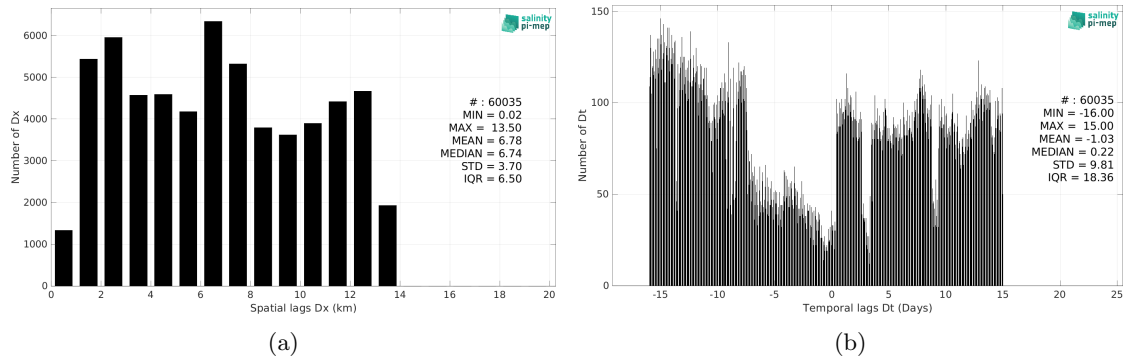 salinity
pi-mep
Number of Dx
6000
5000
4000
3000
2000
1000
0
# : 60035
MIN = 0.02
MAX = 13.50
MEAN = 6.78
MEDIAN = 6.74
STD = 3.70
IQR = 6.50
0 2 4 6 8 10 12 14 16 18 20
Spatial lags Dx (km)
(a)
salinity
pi-mep
Number of Dt
150
100
50
0
# : 60035
MIN = -16.00
MAX = 15.00
MEAN = -1.03
MEDIAN = 0.22
STD = 9.81
IQR = 18.36
-15 -10 -5 0 5 10 15 20 25
Temporal lags Dt (Days)
(b)